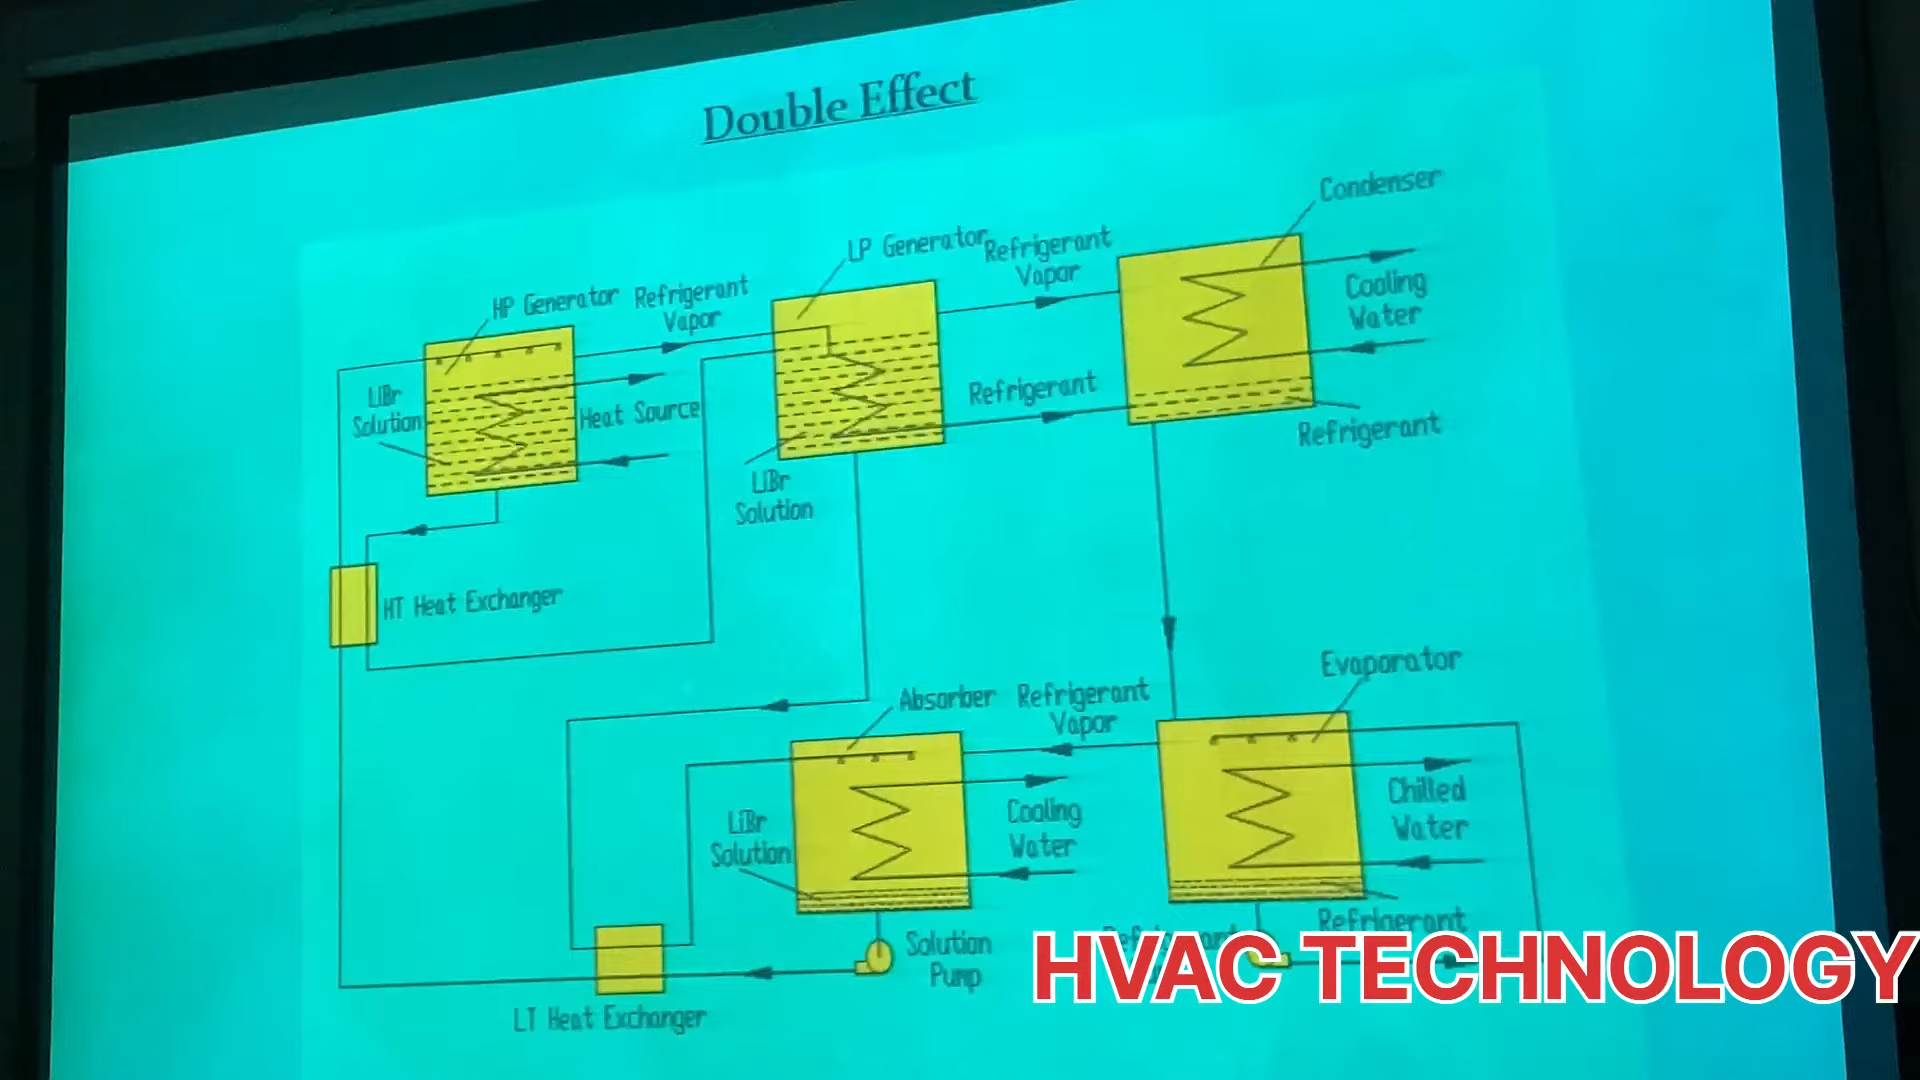 Double Effect
Condenser
LP Generator
Refrigerant
Vapor
HP Generator
Refrigerant
Vapor
Cooling
Water
LiBr
Solution
Heat Source
Refrigerant
Refrigerant
LiBr
Solution
HT Heat Exchanger
Evaporator
Absorber
Refrigerant
Vapor
Chilled
Water
LiBr
Solution
Cooling
Water
Refrigerant
Solution
Pump
HVAC TECHNOLOGY
LT Heat Exchanger